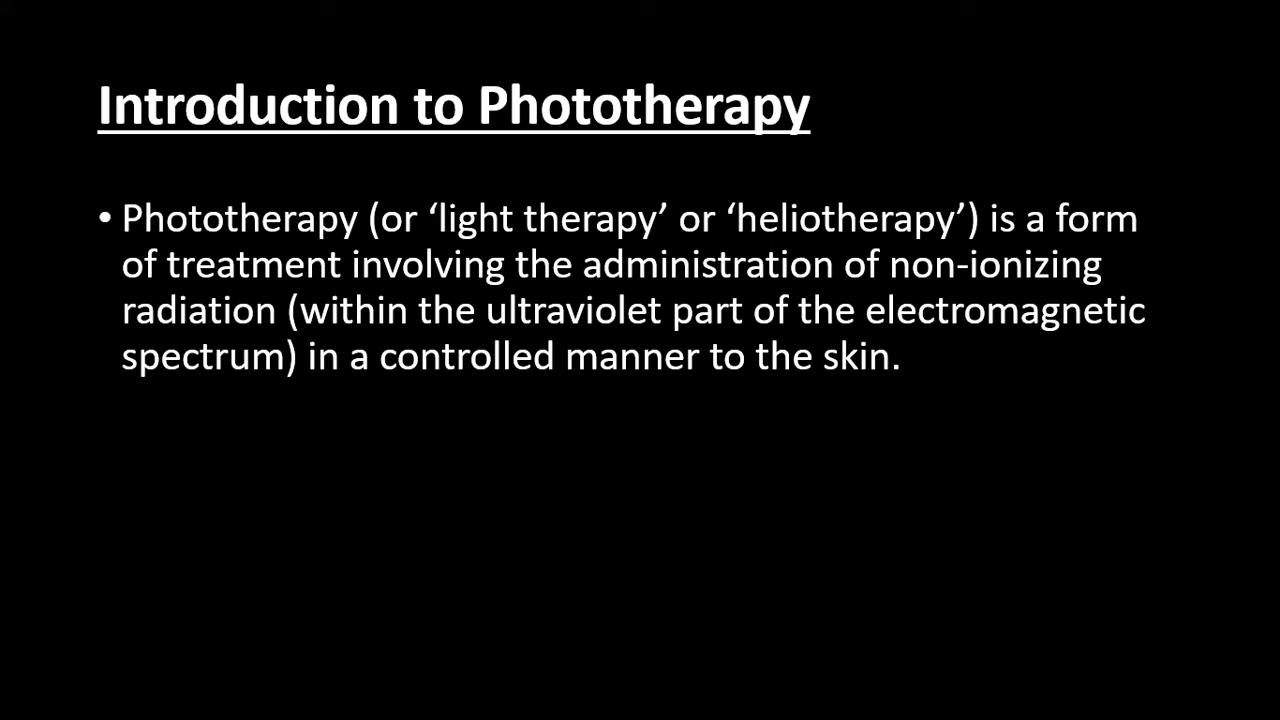 Introduction to Phototherapy
• Phototherapy (or ‘light therapy’ or ‘heliotherapy’) is a form
of treatment involving the administration of non-ionizing
radiation (within the ultraviolet part of the electromagnetic
spectrum) in a controlled manner to the skin.